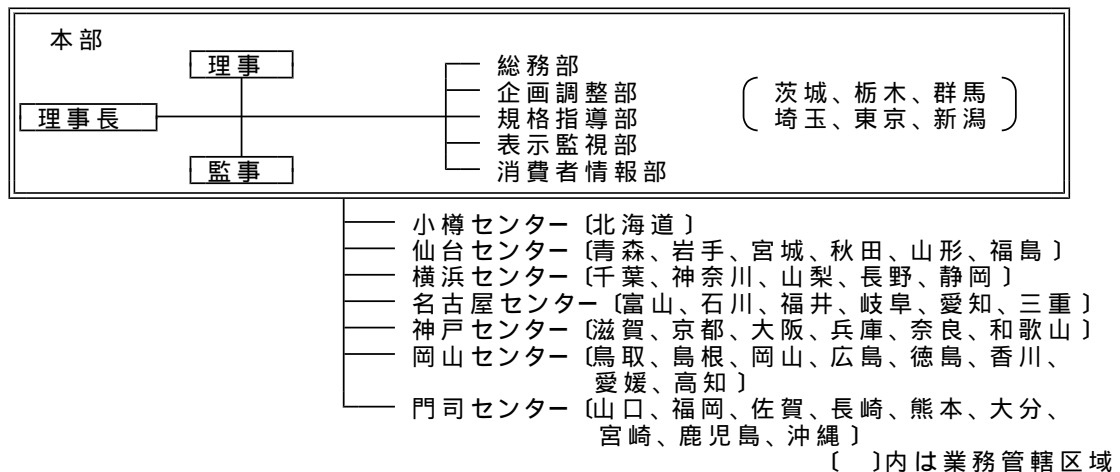 本部
理事
理事長
監事
総務部
企画調整部
規格指導部
表示監視部
消費者情報部
茨城、栃木、群馬
埼玉、東京、新潟
小樽センター〔北海道〕
仙台センター〔青森、岩手、宮城、秋田、山形、福島〕
横浜センター〔千葉、神奈川、山梨、長野、静岡〕
名古屋センター〔富山、石川、福井、岐阜、愛知、三重〕
神戸センター〔滋賀、京都、大阪、兵庫、奈良、和歌山〕
岡山センター〔鳥取、島根、岡山、広島、徳島、香川、
愛媛、高知〕
門司センター〔山口、福岡、佐賀、長崎、熊本、大分、
宮崎、鹿児島、沖縄〕
〔　〕内は業務管轄区域